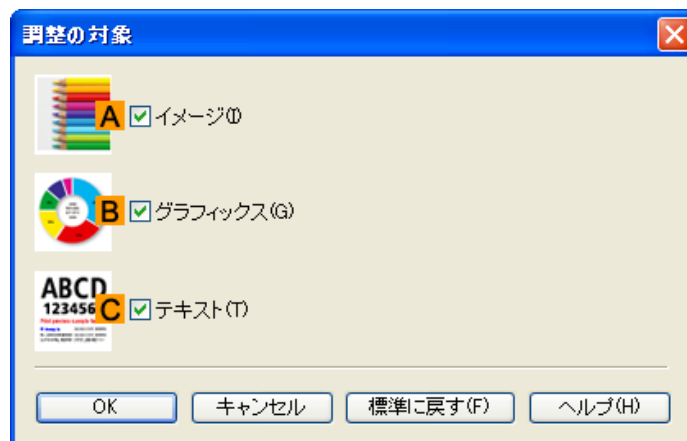 調整の対象
A イメージ(I)
B グラフィックス(G)
ABCD
123456
C テキスト(T)
OK キャンセル 標準に戻す(F) ヘルプ(H)